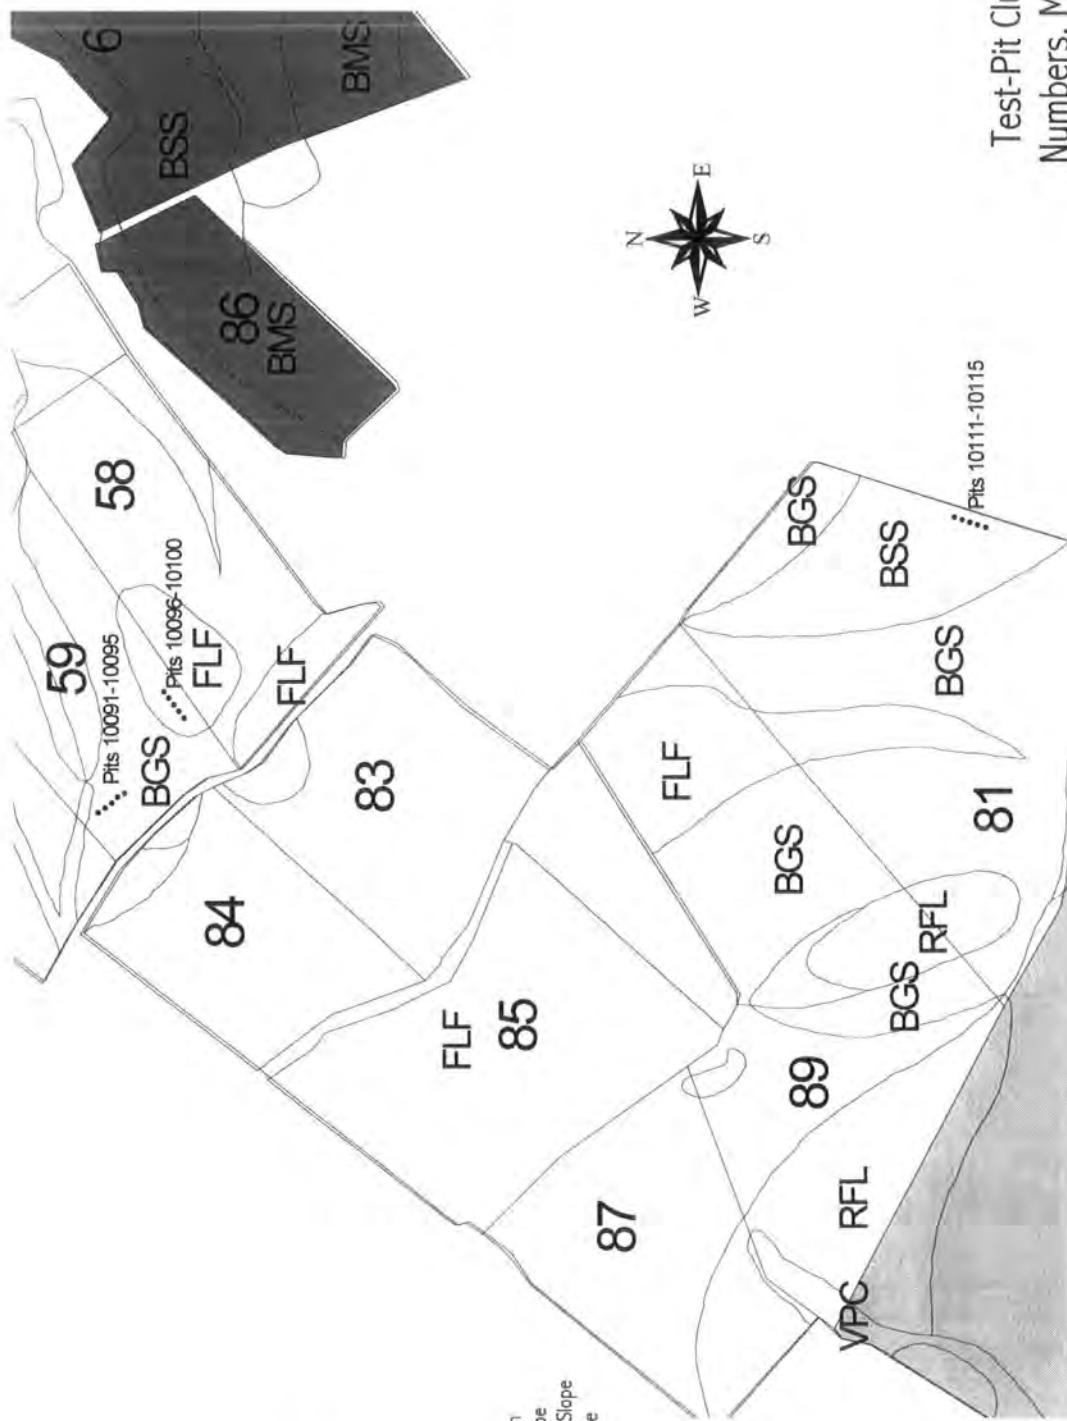 6
BMS
BSS
86
BMS
58
59
Pits 10091-10095
Pits 10096-10100
FLF
FLF
BGS
84
83
N
E
S
W
Test-Pit Clu
Numbers, M
Pits 10111-10115
BGS
BSS
BGS
FLF
BGS
81
RFL
BGS
FLF
85
89
87
RFL
VPC
Slope